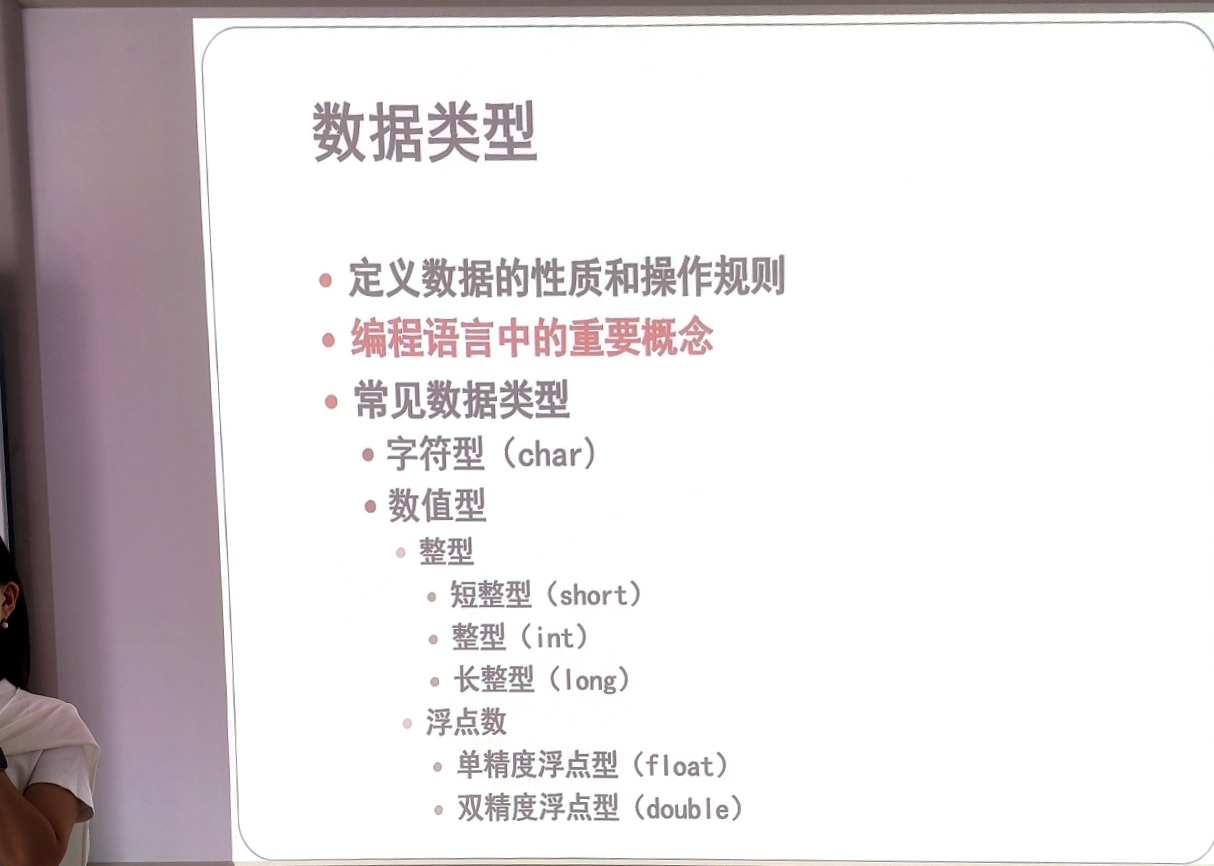 数据类型
定义数据的性质和操作规则
编程语言中的重要概念
常见数据类型
字符型（char）
数值型
整型
短整型（short）
整型（int）
长整型（long）
浮点数
单精度浮点型（float）
双精度浮点型（double）